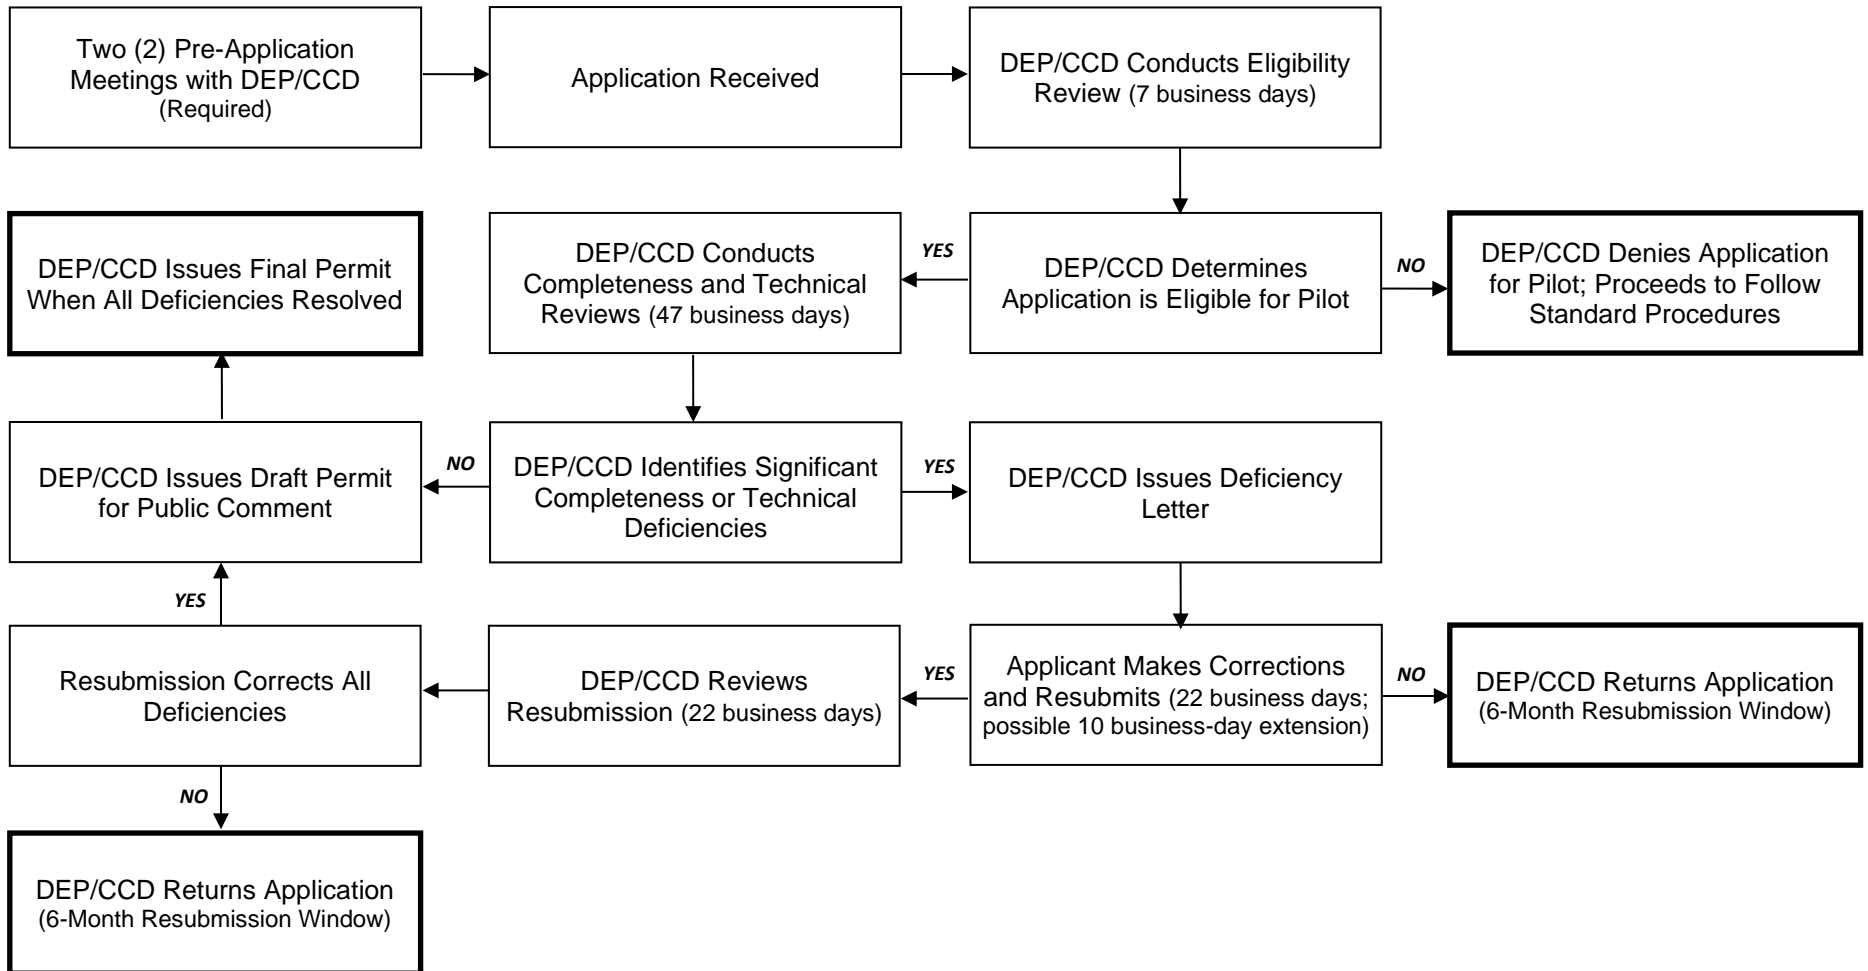 Two (2) Pre-Application
Meetings with DEP/CCD
(Required)
Application Received
DEP/CCD Conducts Eligibility
Review (7 business days)
DEP/CCD Issues Final Permit
When All Deficiencies Resolved
DEP/CCD Conducts
Completeness and Technical
Reviews (47 business days)
YES
DEP/CCD Determines
Application is Eligible for Pilot
NO
DEP/CCD Denies Application
for Pilot; Proceeds to Follow
Standard Procedures
DEP/CCD Issues Draft Permit
for Public Comment
NO
DEP/CCD Identifies Significant
Completeness or Technical
Deficiencies
YES
DEP/CCD Issues Deficiency
Letter
YES
Resubmission Corrects All
Deficiencies
DEP/CCD Reviews
Resubmission (22 business days)
YES
Applicant Makes Corrections
and Resubmits (22 business days;
possible 10 business-day extension)
NO
DEP/CCD Returns Application
(6-Month Resubmission Window)
NO
DEP/CCD Returns Application
(6-Month Resubmission Window)